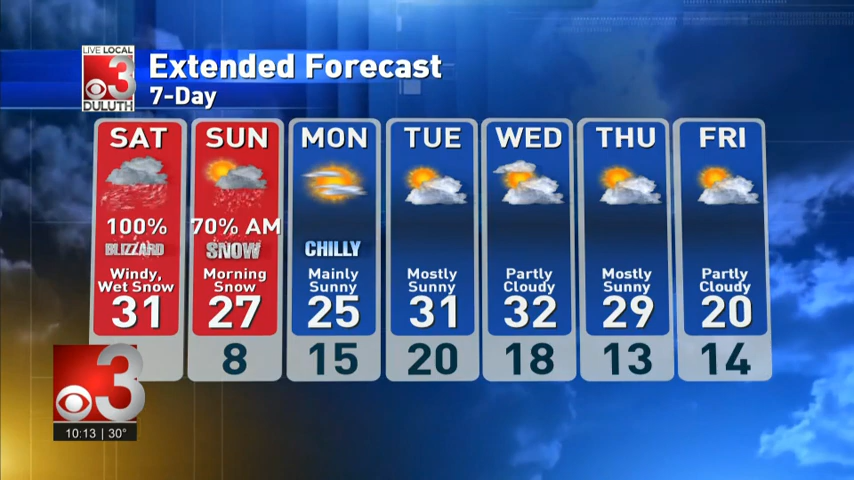 LIVE LOCAL
3
DULUTH
Extended Forecast
7-Day
SAT
100%
BLIZZARD
Windy,
Wet Snow
31
SUN
70% AM
SNOW
Morning
Snow
27
8
MON
CHILLY
Mainly
Sunny
25
15
TUE
Mostly
Sunny
31
20
WED
Partly
Cloudy
32
18
THU
Mostly
Sunny
29
13
FRI
Partly
Cloudy
20
14
3
10:13 | 30°